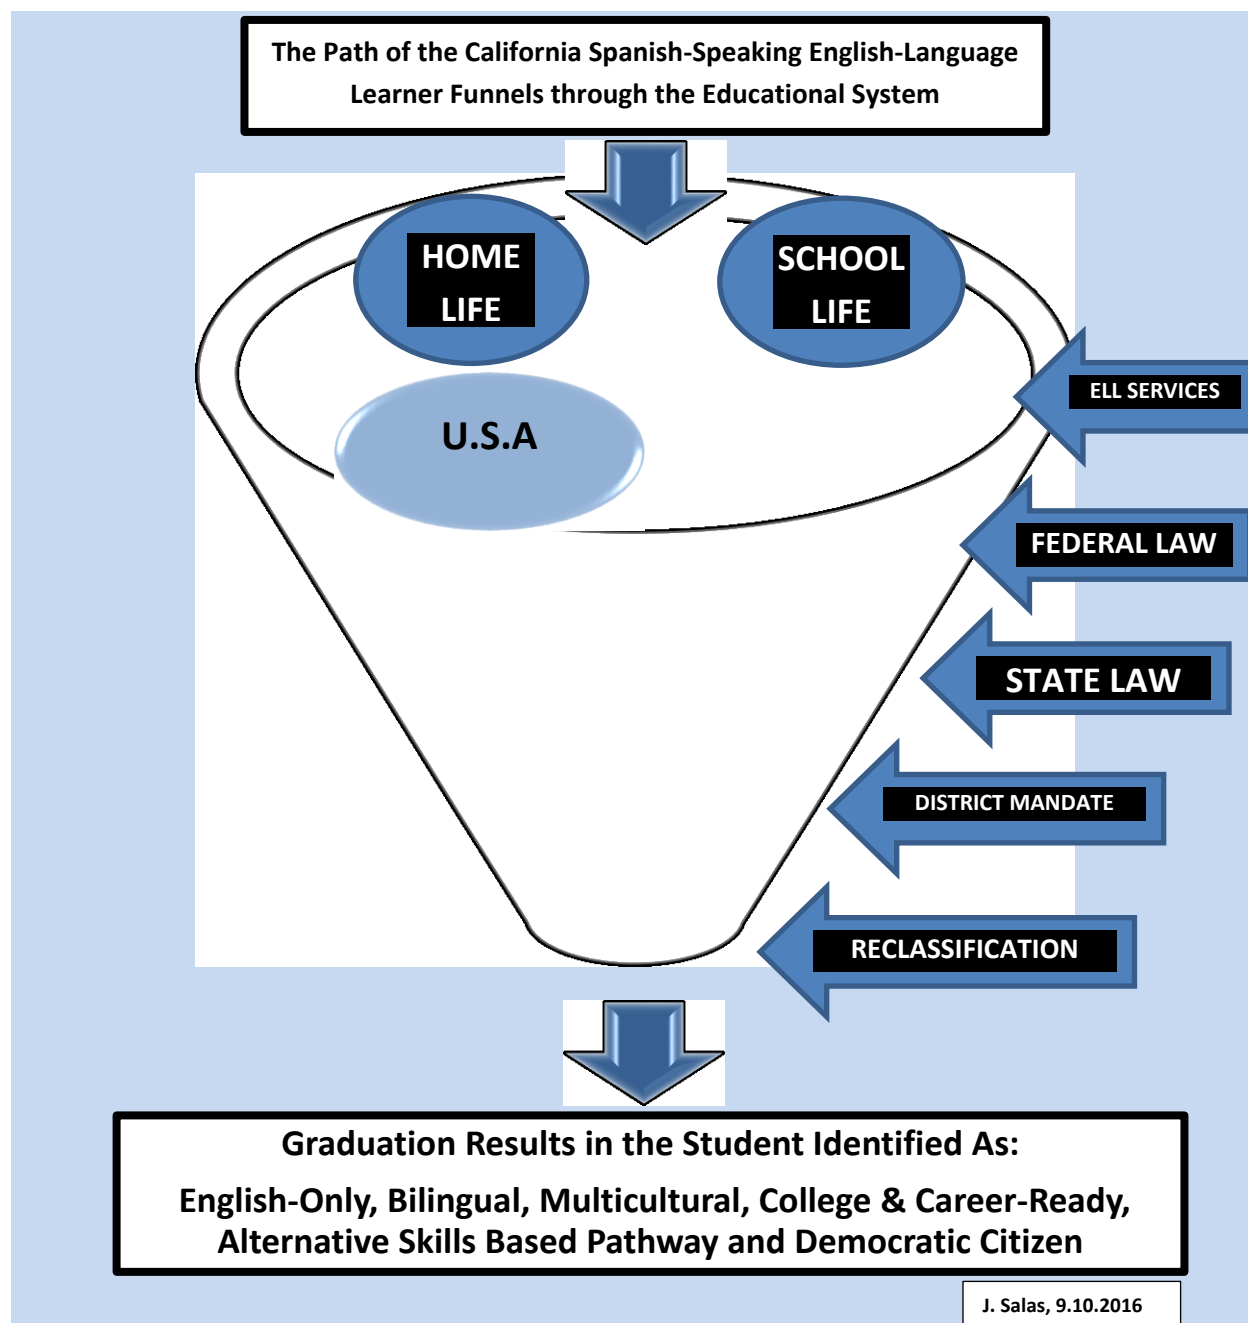 The Path of the California Spanish-Speaking English-Language
Learner Funnels through the Educational System
HOME
LIFE
SCHOOL
LIFE
ELL SERVICES
U.S.A
FEDERAL LAW
STATE LAW
DISTRICT MANDATE
RECLASSIFICATION
Graduation Results in the Student Identified As:
English-Only, Bilingual, Multicultural, College & Career-Ready,
Alternative Skills Based Pathway and Democratic Citizen
J. Salas, 9.10.2016